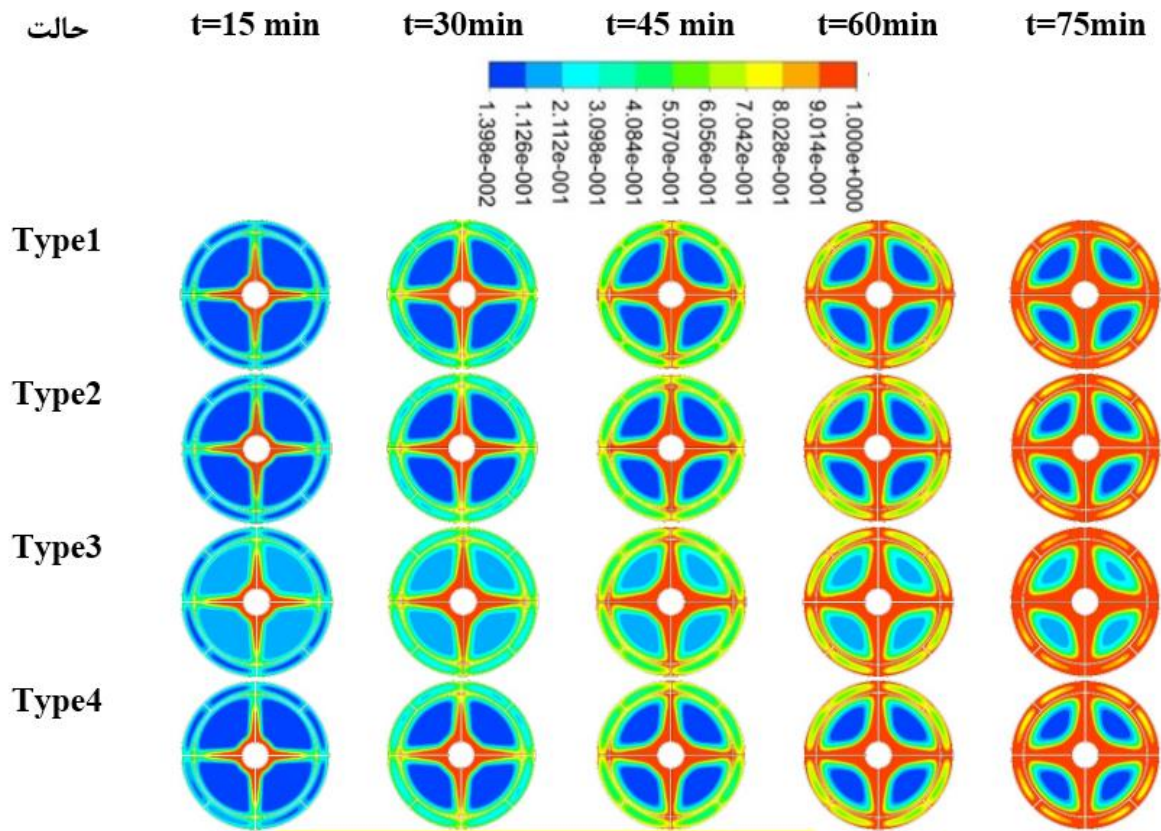 حالت t=15 min t=30min t=45 min t=60min t=75min
1.398e-002
1.126e-001
2.112e-001
3.098e-001
4.084e-001
5.070e-001
6.056e-001
7.042e-001
8.028e-001
9.014e-001
1.000e+000
Type1
Type2
Type3
Type4